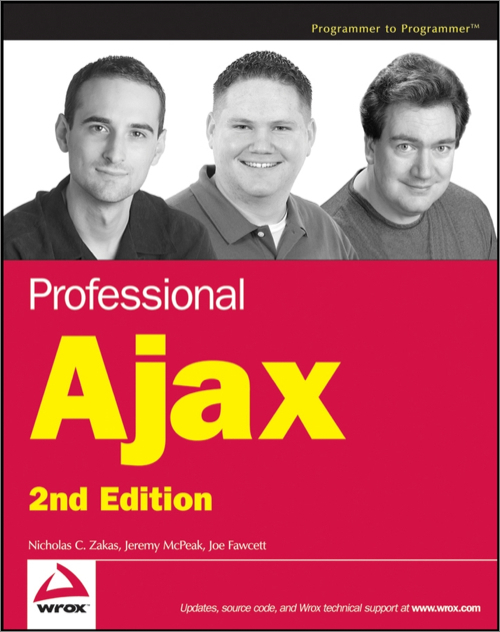 Programmer to Programmer™
Professional
Ajax
2nd Edition
Nicholas C. Zakas, Jeremy McPeak, Joe Fawcett
wrox™
Updates, source code, and Wrox technical support at www.wrox.com